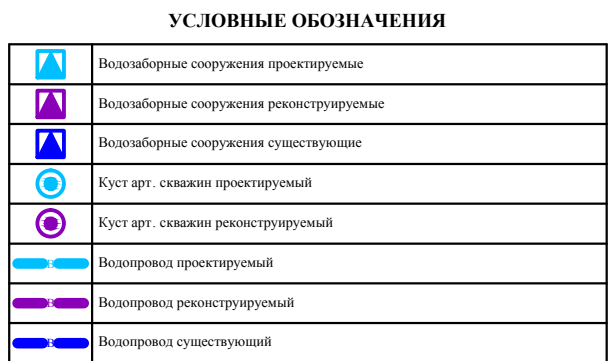 УСЛОВНЫЕ ОБОЗНАЧЕНИЯ
Водозаборные сооружения проектируемые
Водозаборные сооружения реконструируемые
Водозаборные сооружения существующие
Куст арт. скважин проектируемый
Куст арт. скважин реконструируемый
В Водопровод проектируемый
В Водопровод реконструируемый
В Водопровод существующий